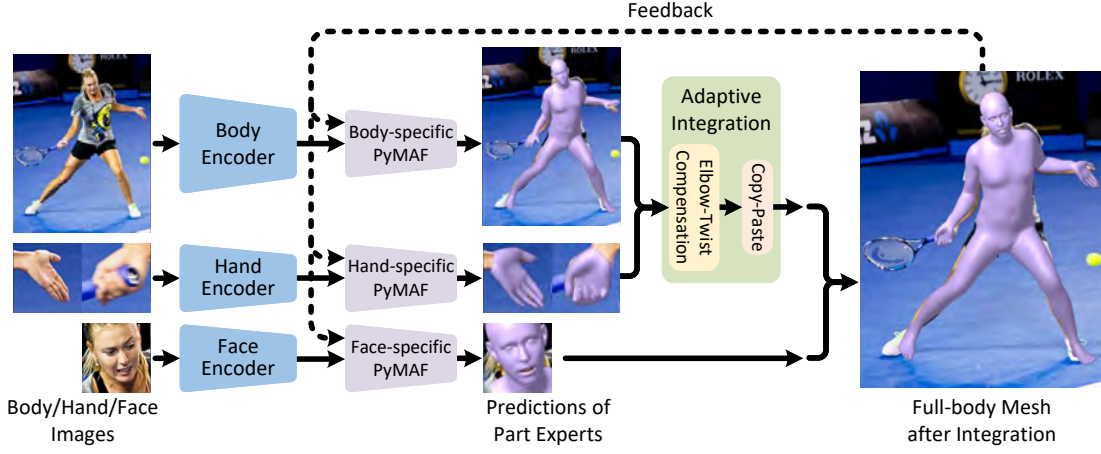 Feedback
ROLEX
ROLEX
Body
Encoder
Body-specific
PyMAF
Adaptive
Integration
Elbow-Twist
Compensation
Copy-Paste
Hand
Encoder
Hand-specific
PyMAF
Face
Encoder
Face-specific
PyMAF
Body/Hand/Face
Images
Predictions of
Part Experts
Full-body Mesh
after Integration